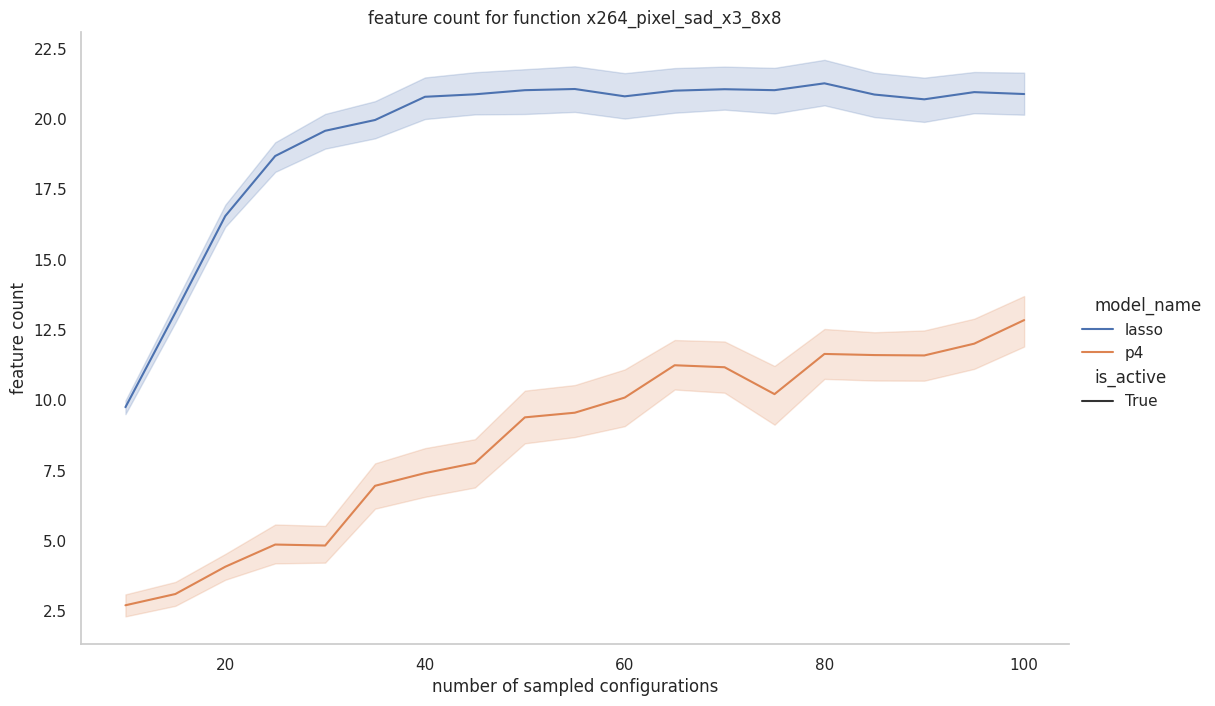 feature count for function x264_pixel_sad_x3_8x8
22.5
20.0
17.5
15.0
12.5
10.0
7.5
5.0
2.5
feature count
20 40 60 80 100
number of sampled configurations
model_name
lasso
p4
is_active
True